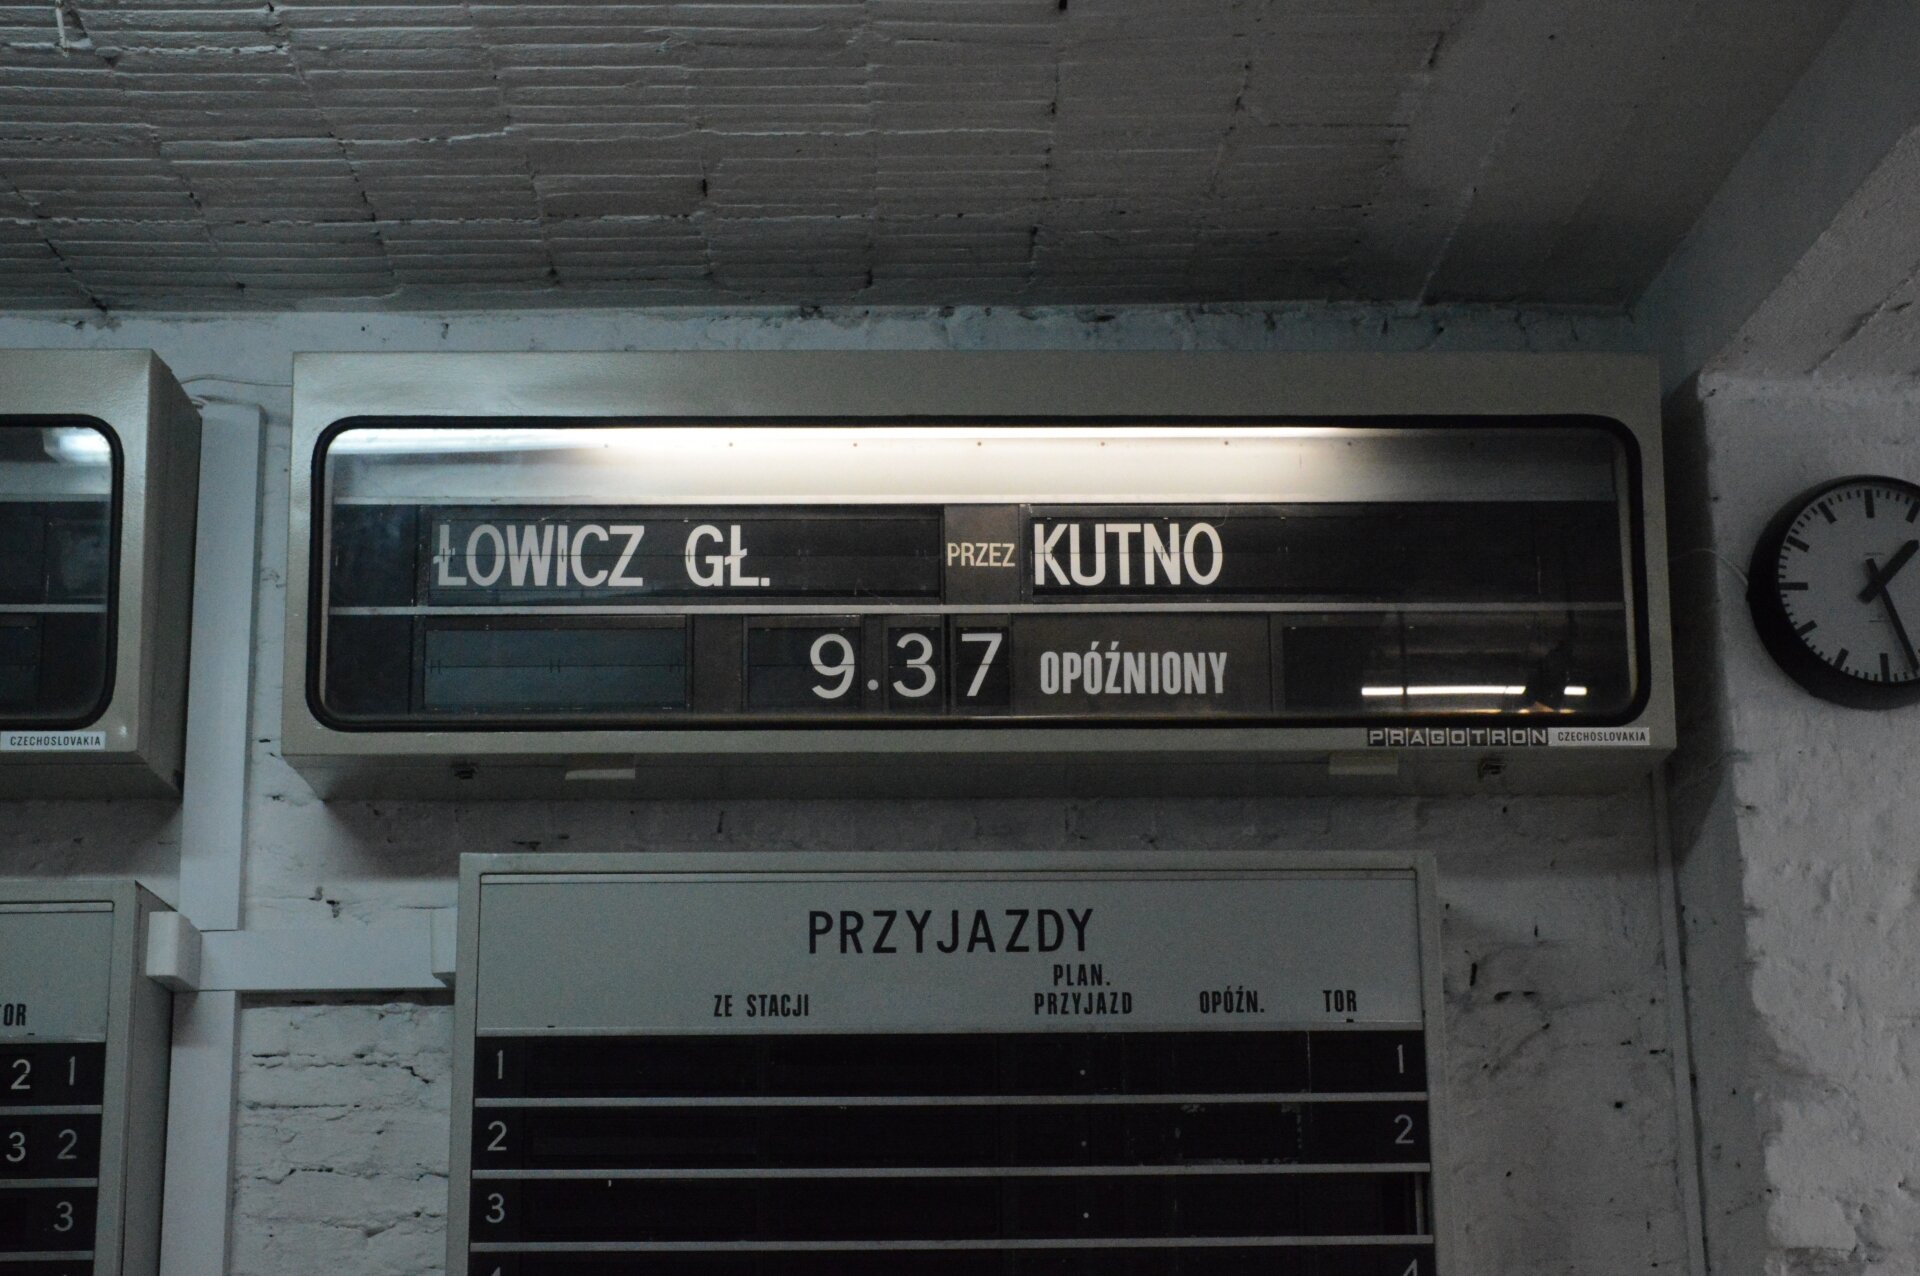 ŁOWICZ GŁ. PRZEZ KUTNO
9.37 OPÓŹNIONY
CZECHOSLOVAKIA
PRAGOTRON CZECHOSLOVAKIA
PRZYJAZDY
PLAN.
ZE STACJI PRZYJAZD OPÓŹN. TOR
TOR
1 1
2 2
3
2 1
3 2
3